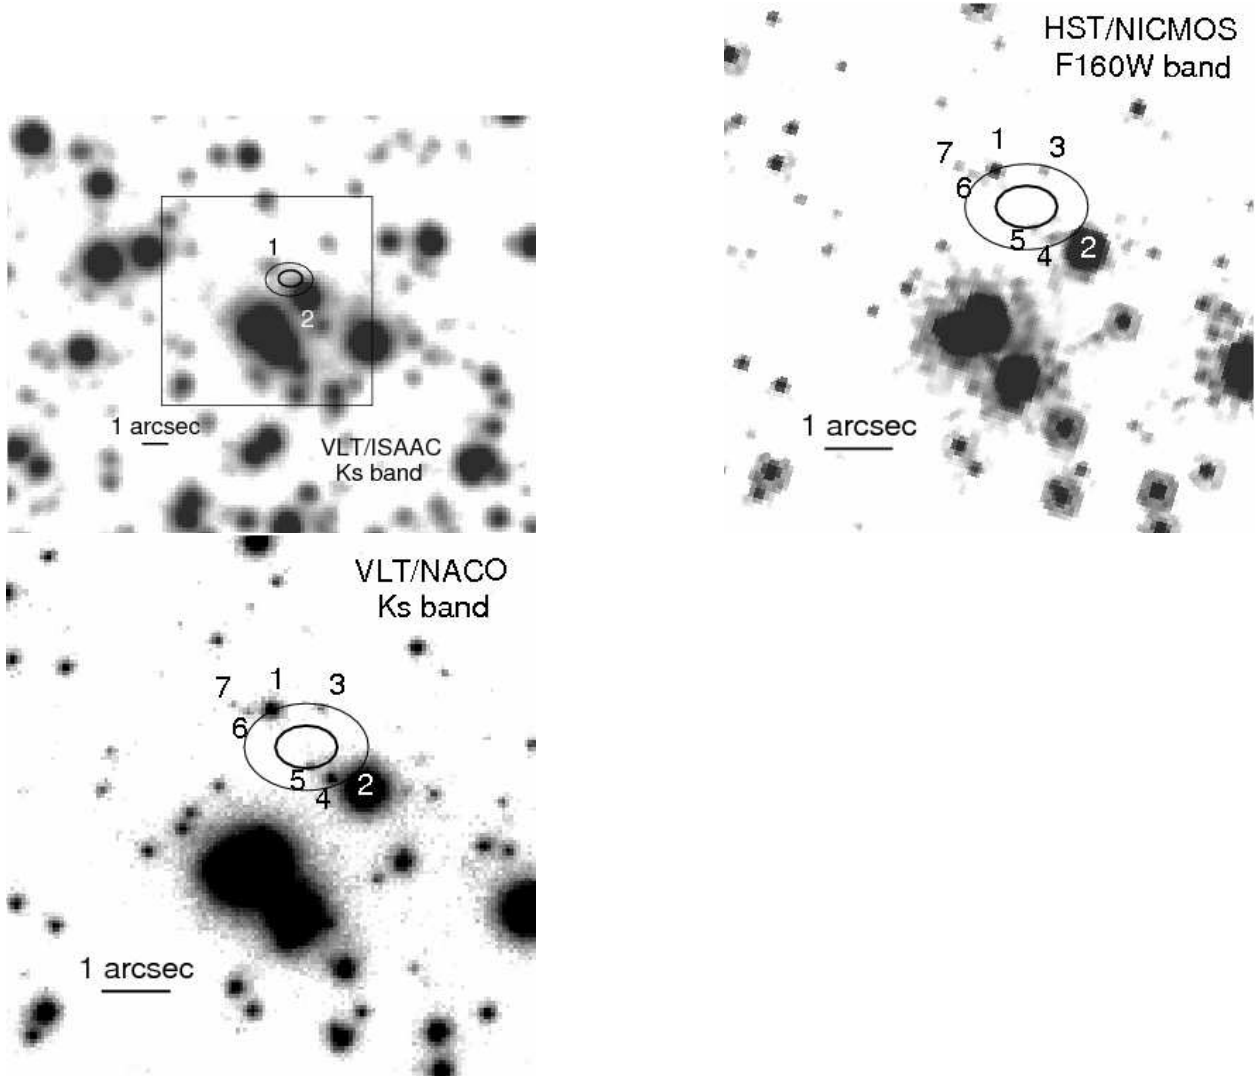 1
2
1 arcsec
VLT/ISAAC
Ks band
HST/NICMOS
F160W band
7
1
3
6
5
4
2
1 arcsec
VLT/NACO
Ks band
7
1
3
6
5
4
2
1 arcsec